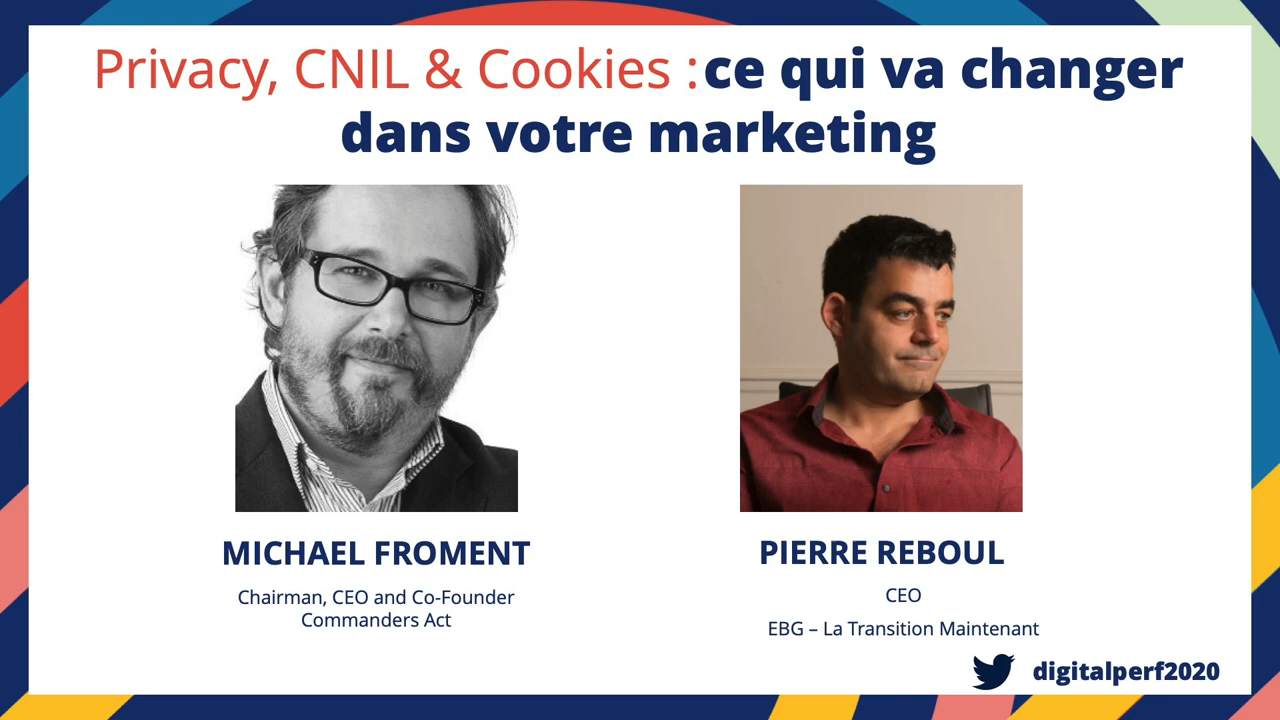 Privacy, CNIL & Cookies : ce qui va changer
dans votre marketing
MICHAEL FROMENT
Chairman, CEO and Co-Founder
Commanders Act
PIERRE REBOUL
CEO
EBG – La Transition Maintenant
digitalperf2020